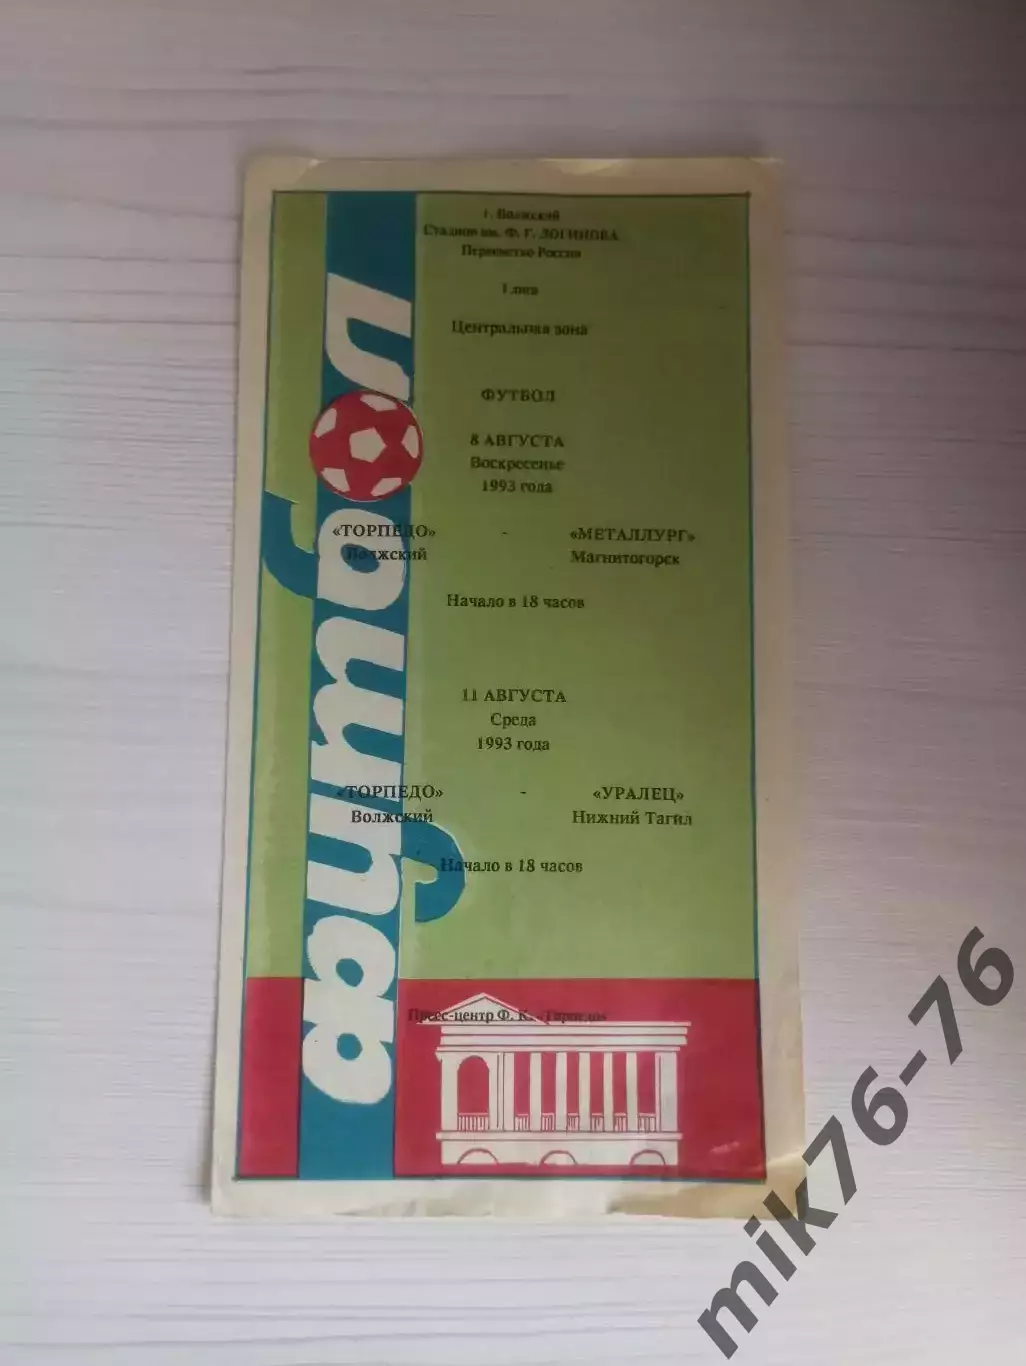 футбол
г. Волжский
Стадион им. Ф. Г. ЛОГИНОВА
Первенство России
I лига
Центральная зона
ФУТБОЛ
8 АВГУСТА
Воскресенье
1993 года
«ТОРПЕДО» - «МЕТАЛЛУРГ»
Волжский Магнитогорск
Начало в 18 часов
11 АВГУСТА
Среда
1993 года
«ТОРПЕДО» - «УРАЛЕЦ»
Волжский Нижний Тагил
Начало в 18 часов
Пресс-центр Ф. К. «Торпедо»
mik76-76